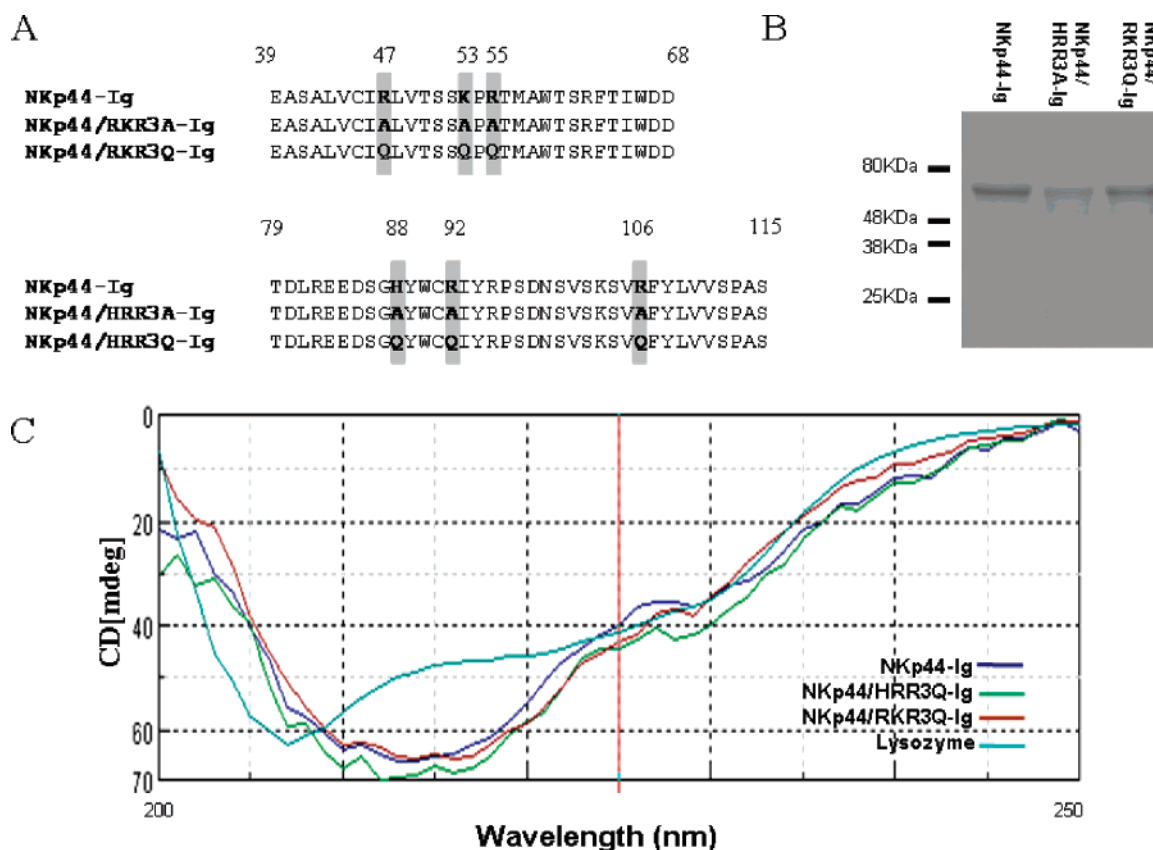 A
39 47 53 55 68
NKp44-Ig EASALVCIRLVTSSKPRTMAWTSRFTIWDD
NKp44/RKR3A-Ig EASALVCIALVTSSAPATMAWTSRFTIWDD
NKp44/RKR3Q-Ig EASALVCIQLVTSSQPQTMAWTSRFTIWDD
79 88 92 106 115
NKp44-Ig TDLREEDSGHYWCRIYRPSDNSVSKSVRFYLVVSPAS
NKp44/HRR3A-Ig TDLREEDSGAYWCAIYRPSDNSVSKSVAFYLVVSPAS
NKp44/HRR3Q-Ig TDLREEDSGQYWCQIYRPSDNSVSKSVQFYLVVSPAS
B
NKp44-Ig
NKp44/
HRR3A-Ig
NKp44/
RKR3Q-Ig
80KDa
48KDa
38KDa
25KDa
C
0
20
40
60
70
CD[mdeg]
NKp44-Ig
NKp44/HRR3Q-Ig
NKp44/RKR3Q-Ig
Lysozyme
200 250
Wavelength (nm)